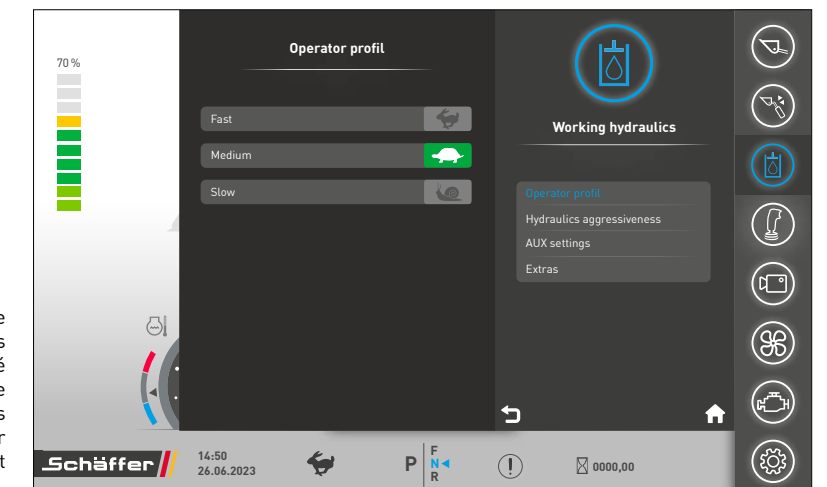 70 %
Operator profil
Fast
Medium
Slow
Working hydraulics
Operator profil
Hydraulics aggressiveness
AUX settings
Extras
e
s
é
e
s
r
t
Schäffer
14:50
26.06.2023
P
F
N
R
0000,00